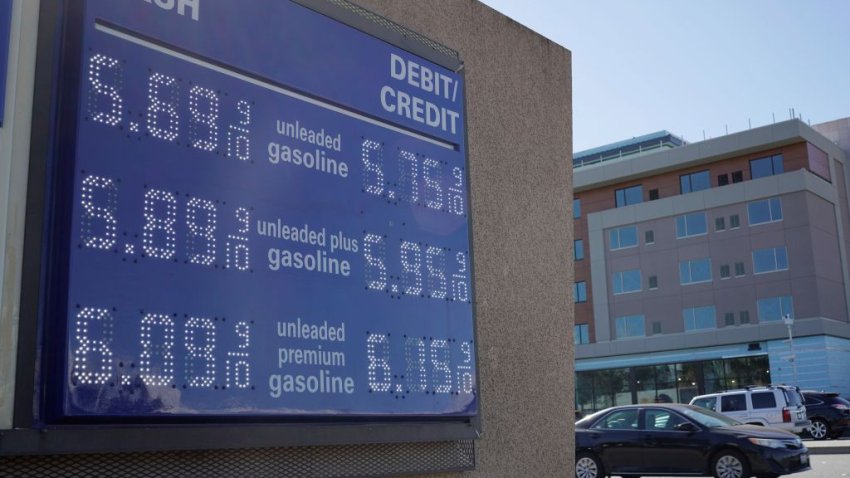 SH
DEBIT/
CREDIT
5.69 9/10 unleaded gasoline 5.75 9/10
5.89 9/10 unleaded plus gasoline 5.95 9/10
6.09 9/10 unleaded premium gasoline 6.15 9/10